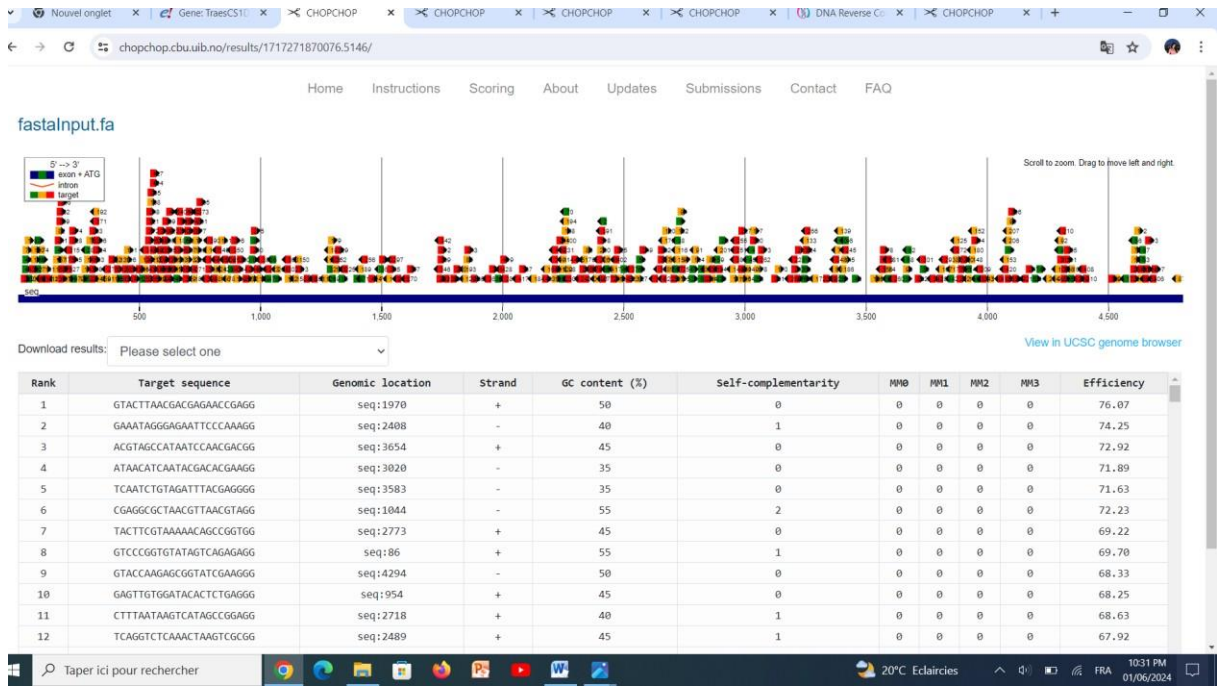 Nouvel onglet Gene: TraesCS1D CHOPCHOP CHOPCHOP CHOPCHOP CHOPCHOP DNA Reverse Co CHOPCHOP
chopchop.cbu.uib.no/results/1717271870076.5146/
Home Instructions Scoring About Updates Submissions Contact FAQ
fastaInput.fa
5' --> 3'
exon + ATG
intron
target
Scroll to zoom. Drag to move left and right.
seq
500 1,000 1,500 2,000 2,500 3,000 3,500 4,000 4,500
Download results: Please select one View in UCSC genome browser
Rank Target sequence Genomic location Strand GC content (%) Self-complementarity MM0 MM1 MM2 MM3 Efficiency
1 GTACTTAACGACGAGAACCGAGG seq:1970 + 50 0 0 0 0 0 76.07
2 GAAATAGGGAGAATTCCCAAAGG seq:2408 - 40 1 0 0 0 0 74.25
3 ACGTAGCCATAATCCAACGACGG seq:3654 + 45 0 0 0 0 0 72.92
4 ATAACATCAATACGACACGAAGG seq:3020 - 35 0 0 0 0 0 71.89
5 TCAATCTGTAGATTTACGAGGGG seq:3583 - 35 0 0 0 0 0 71.63
6 CGAGGCGCTAACGTTAACGTAGG seq:1044 - 55 2 0 0 0 0 72.23
7 TACTTCGTAAAAACAGCCGGTGG seq:2773 + 45 0 0 0 0 0 69.22
8 GTCCCGGTGTATAGTCAGAGAGG seq:86 + 55 1 0 0 0 0 69.70
9 GTACCAAGAGCGGTATCGAAGGG seq:4294 - 50 0 0 0 0 0 68.33
10 GAGTTGTGGATACACTCTGAGGG seq:954 + 45 0 0 0 0 0 68.25
11 CTTTAATAAGTCATAGCCGGAGG seq:2718 + 40 1 0 0 0 0 68.63
12 TCAGGTCTCAAACTAAGTCGCGG seq:2489 + 45 1 0 0 0 0 67.92
Taper ici pour rechercher 20°C Eclaircies FRA 10:31 PM
01/06/2024